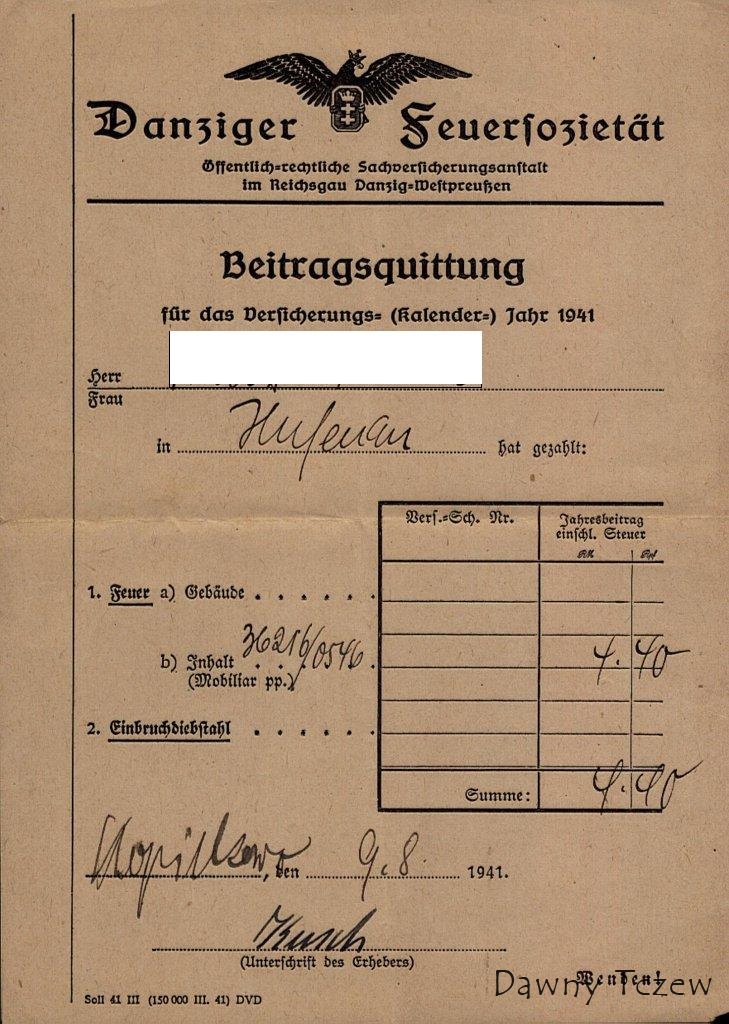 Danziger Feuersozietät
Öffentlich-rechtliche Sachversicherungsanstalt
im Reichsgau Danzig-Westpreußen
Beitragsquittung
für das Versicherungs- (Kalender-) Jahr 1941
Herr
Frau
in Hufenau hat gezahlt:
Vers.-Sch. Nr.
Jahresbeitrag
einschl. Steuer
RM Rpf
1. Feuer a) Gebäude . . . . . .
b) Inhalt 36216/0546
(Mobiliar pp.)
4.40
2. Einbruchdiebstahl . . . . . .
Summe: 4.40
, den 9.8. 1941.
Kusch
(Unterschrift des Erhebers)
Wenden!
Dawny Tczew
Soll 41 III (150 000 III. 41) DVD